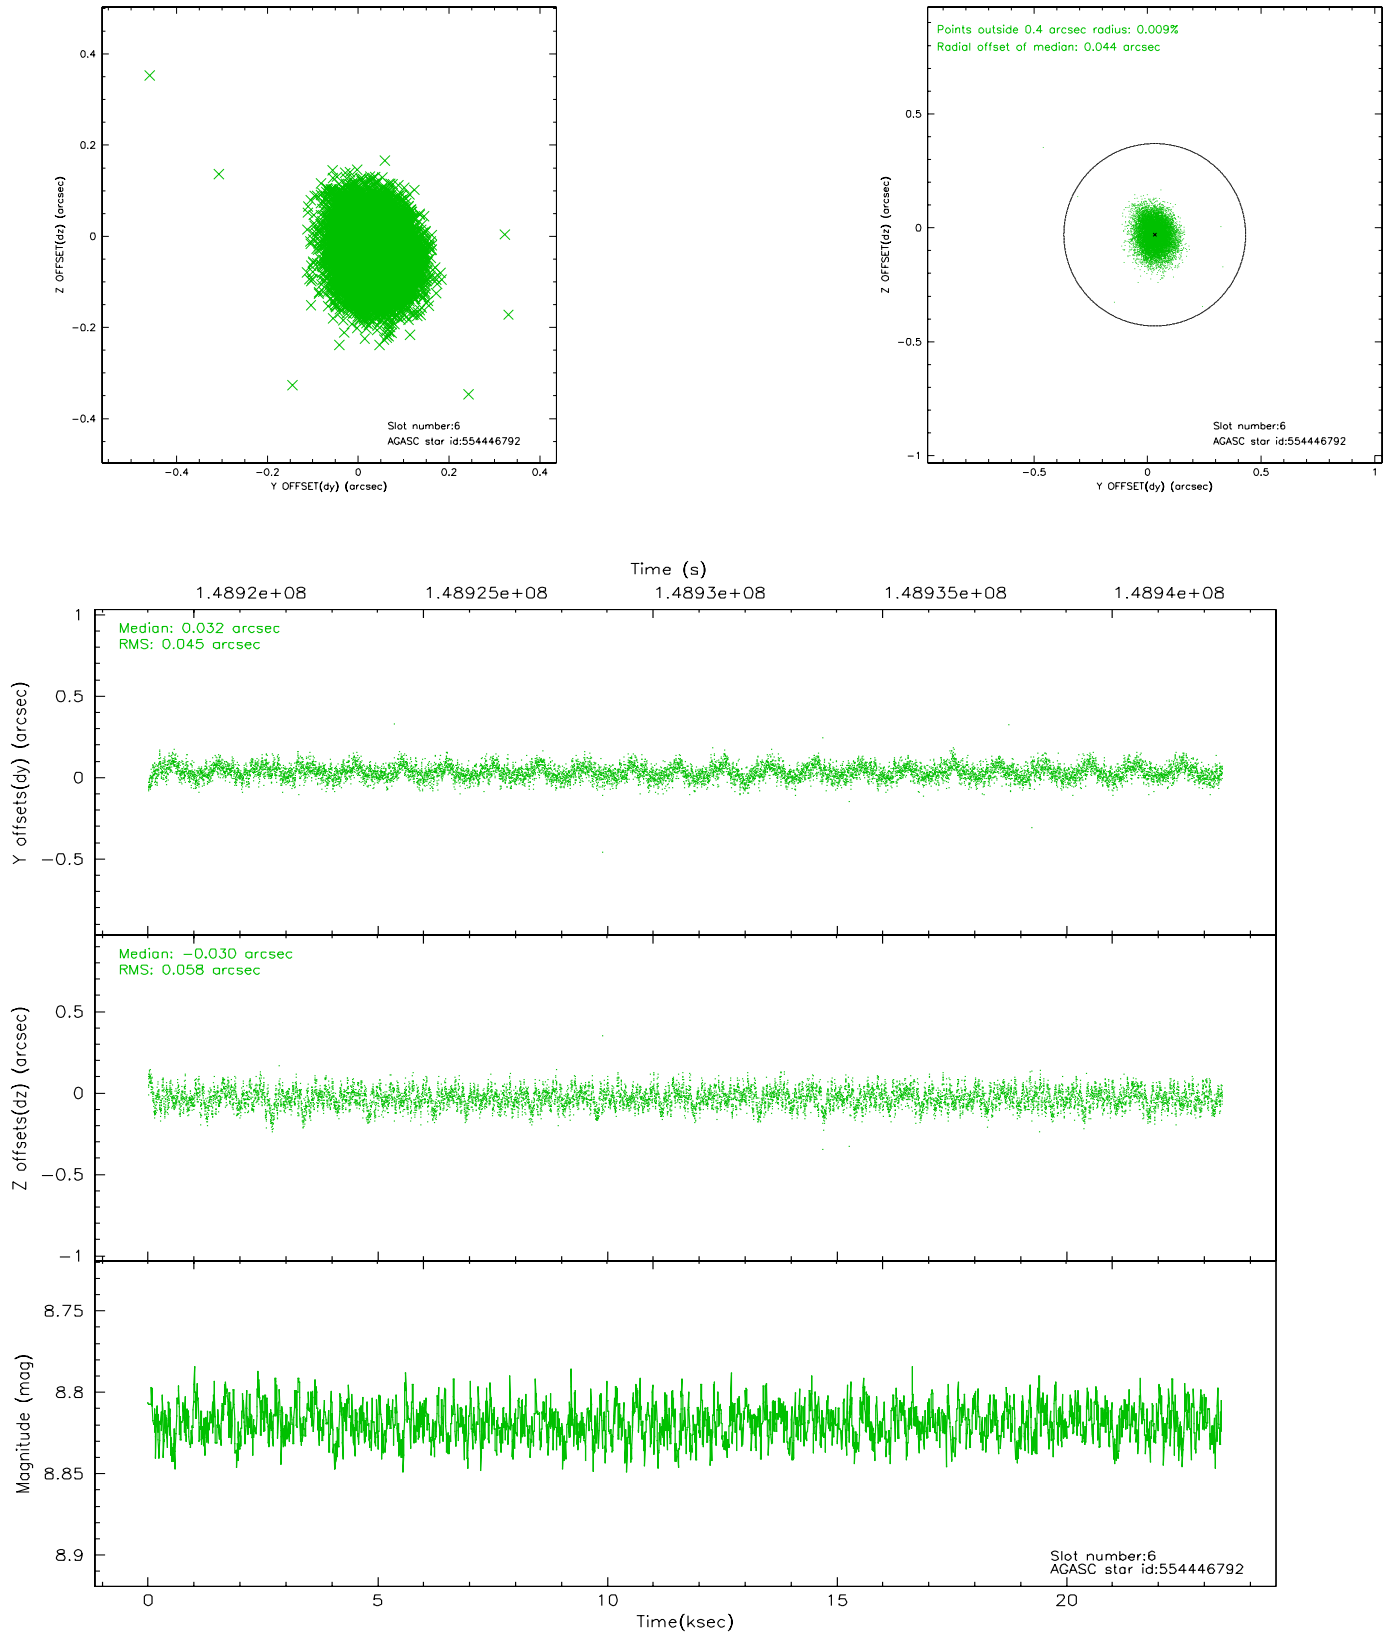 0.4
0.2
0
−0.2
−0.4
Z OFFSET(dz) (arcsec)
Slot number:6
AGASC star id:554446792
−0.4 −0.2 0 0.2 0.4
Y OFFSET(dy) (arcsec)
Points outside 0.4 arcsec radius: 0.009%
Radial offset of median: 0.044 arcsec
0.5
0
−0.5
−1
Z OFFSET(dz) (arcsec)
Slot number:6
AGASC star id:554446792
−0.5 0 0.5 1
Y OFFSET(dy) (arcsec)
Time (s)
1.4892e+08 1.48925e+08 1.4893e+08 1.48935e+08 1.4894e+08
Median: 0.032 arcsec
RMS: 0.045 arcsec
1
0.5
0
−0.5
Y offsets(dy) (arcsec)
Median: −0.030 arcsec
RMS: 0.058 arcsec
0.5
0
−0.5
−1
Z offsets(dz) (arcsec)
8.75
8.8
8.85
8.9
Magnitude (mag)
Slot number:6
AGASC star id:554446792
0 5 10 15 20
Time(ksec)